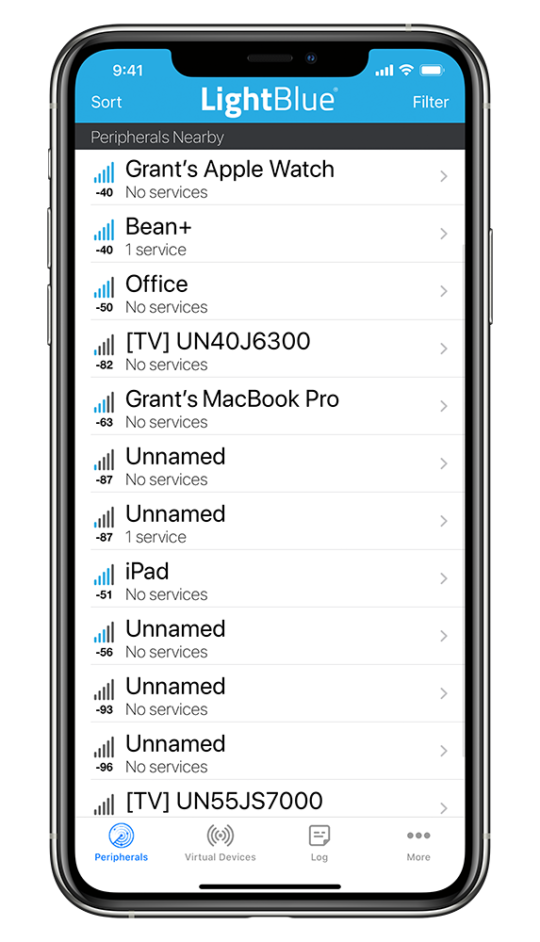 9:41
Sort
LightBlue®
Filter
Peripherals Nearby
Grant’s Apple Watch
-40
No services
Bean+
-40
1 service
Office
-50
No services
[TV] UN40J6300
-82
No services
Grant’s MacBook Pro
-63
No services
Unnamed
-87
No services
Unnamed
-87
1 service
iPad
-51
No services
Unnamed
-56
No services
Unnamed
-93
No services
Unnamed
-96
No services
[TV] UN55JS7000
Peripherals
Virtual Devices
Log
More